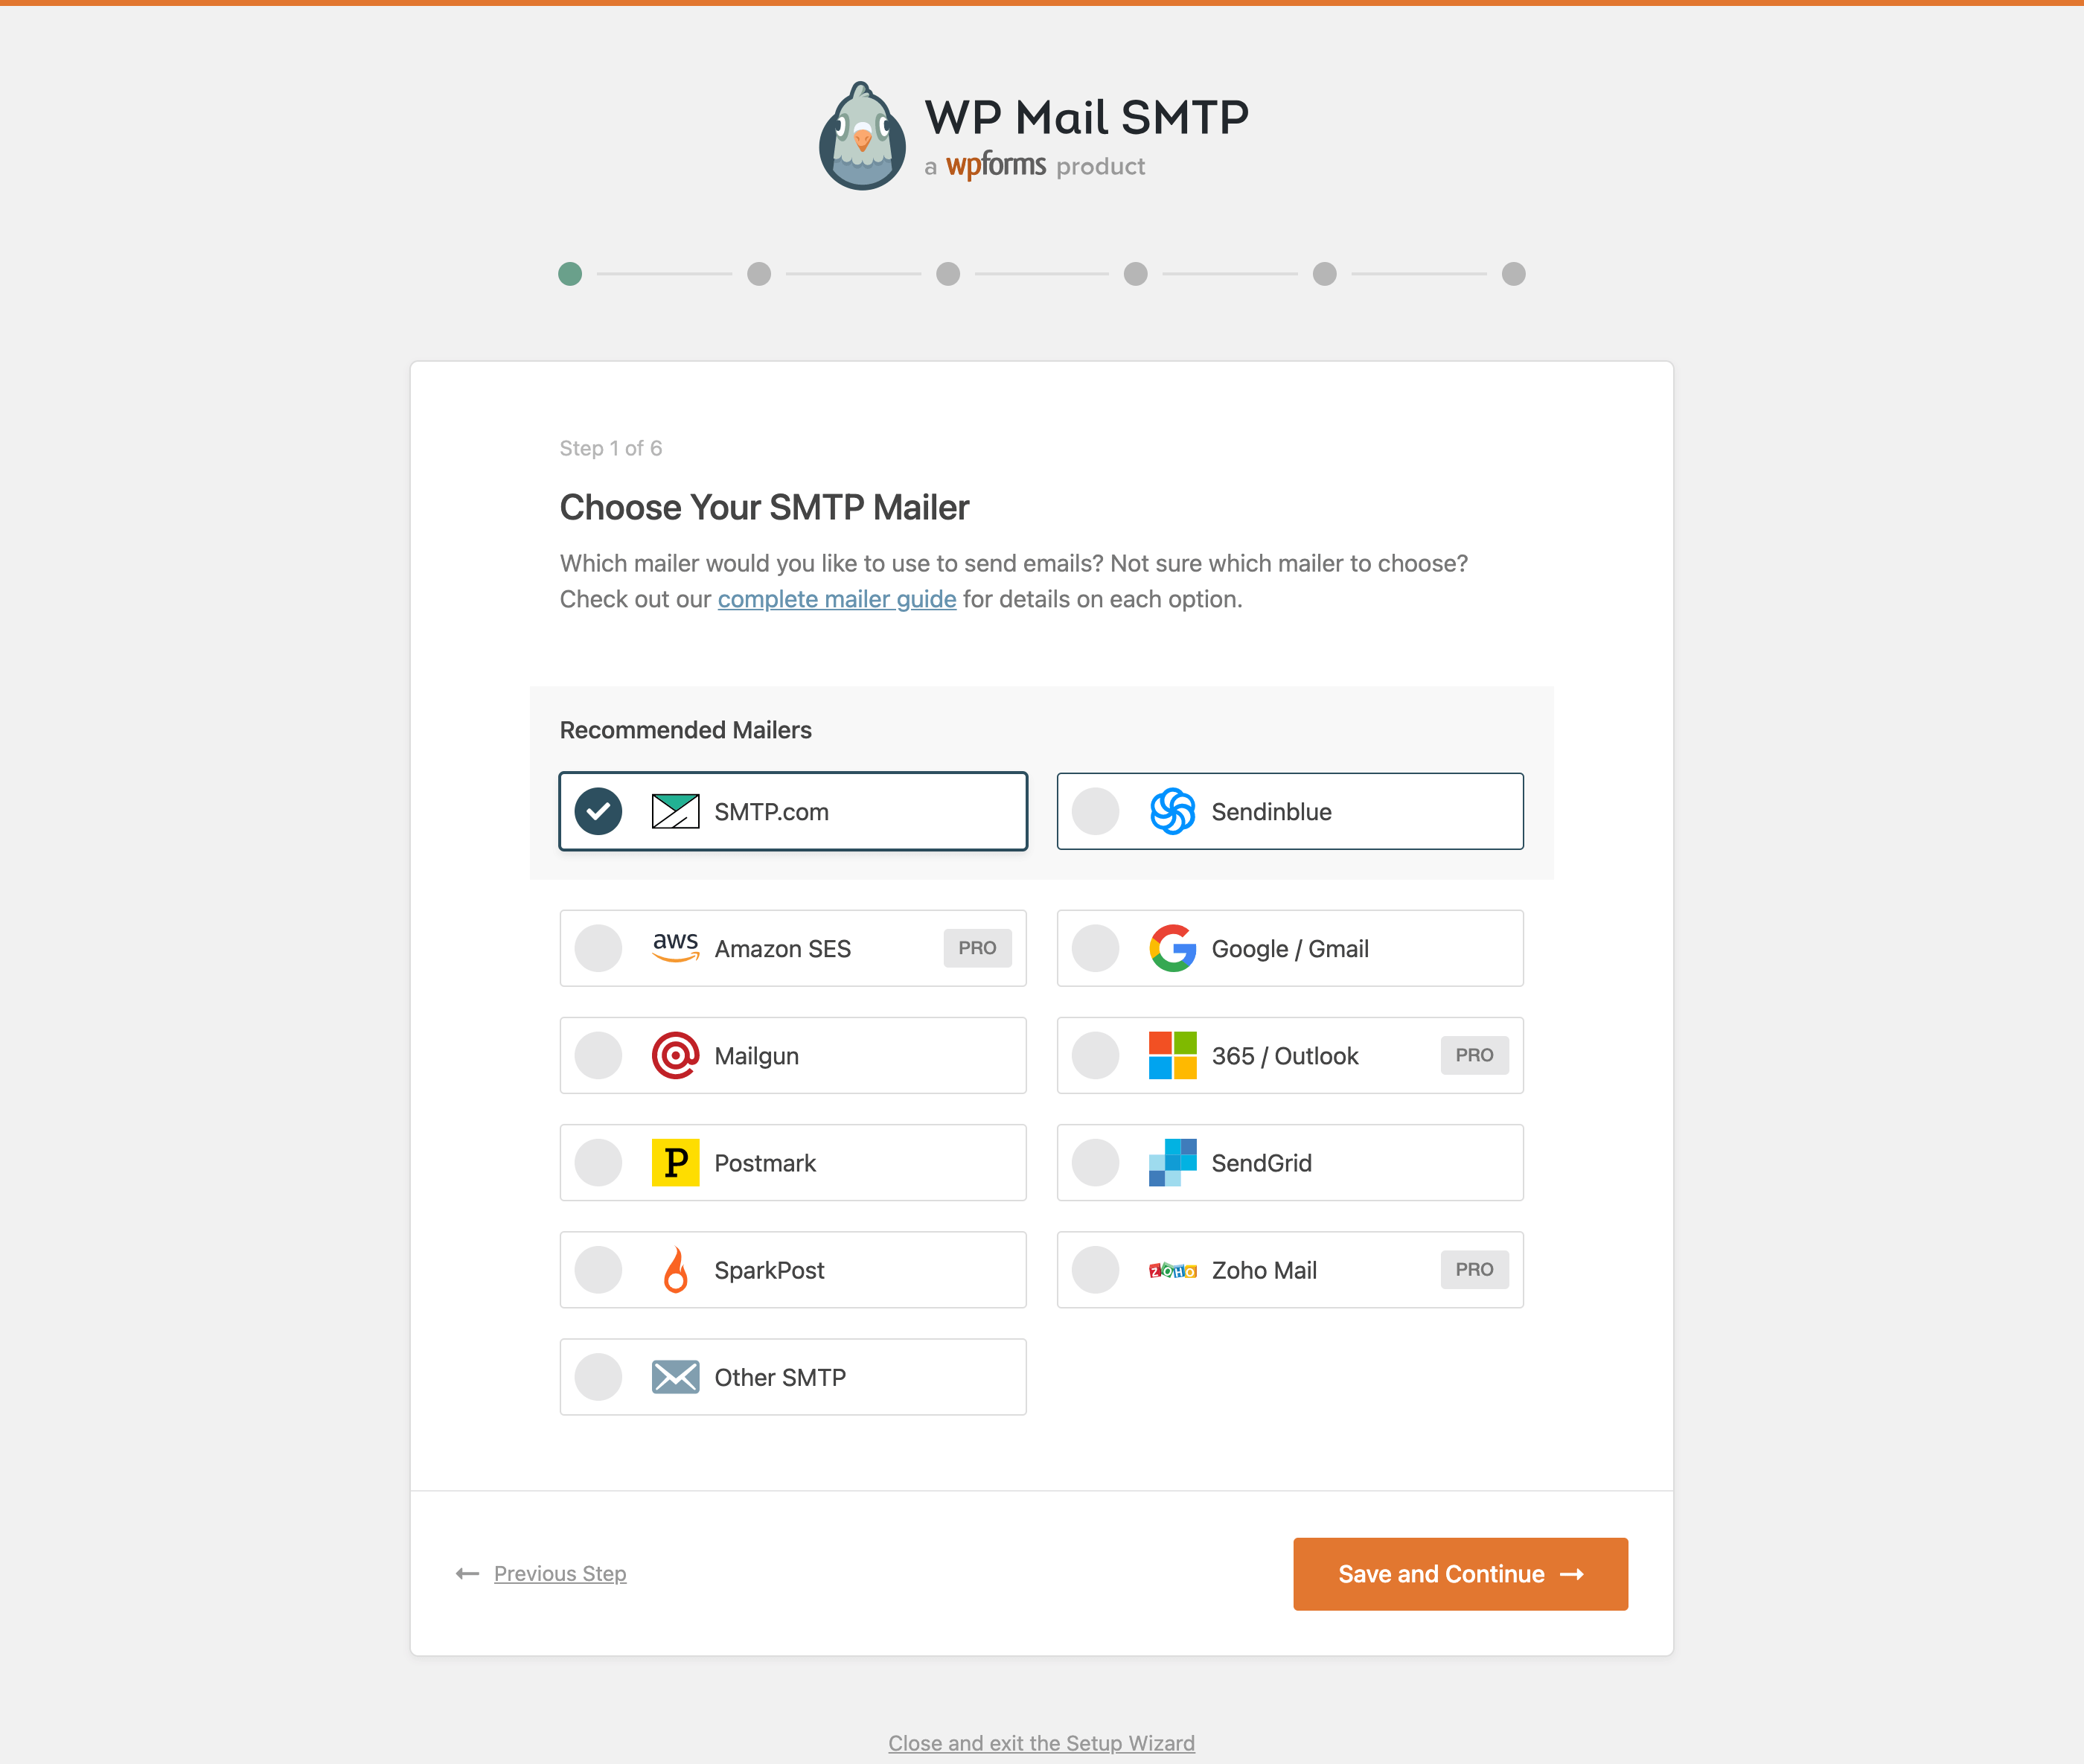 WP Mail SMTP
a wpforms product
Step 1 of 6
Choose Your SMTP Mailer
Which mailer would you like to use to send emails? Not sure which mailer to choose?
Check out our complete mailer guide for details on each option.
Recommended Mailers
SMTP.com
Sendinblue
aws Amazon SES PRO
Google / Gmail
Mailgun
365 / Outlook PRO
P Postmark
SendGrid
SparkPost
ZOHO Zoho Mail PRO
Other SMTP
Previous Step
Save and Continue
Close and exit the Setup Wizard